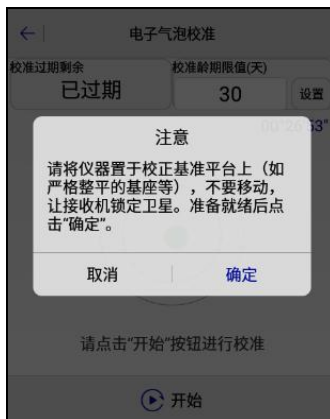 电子气泡校准
校准过期剩余
校准龄期限值(天)
已过期
30
设置
注意
请将仪器置于校正基准平台上（如
严格整平的基座等），不要移动，
让接收机锁定卫星。准备就绪后点
击“确定”。
取消
确定
请点击“开始”按钮进行校准
开始